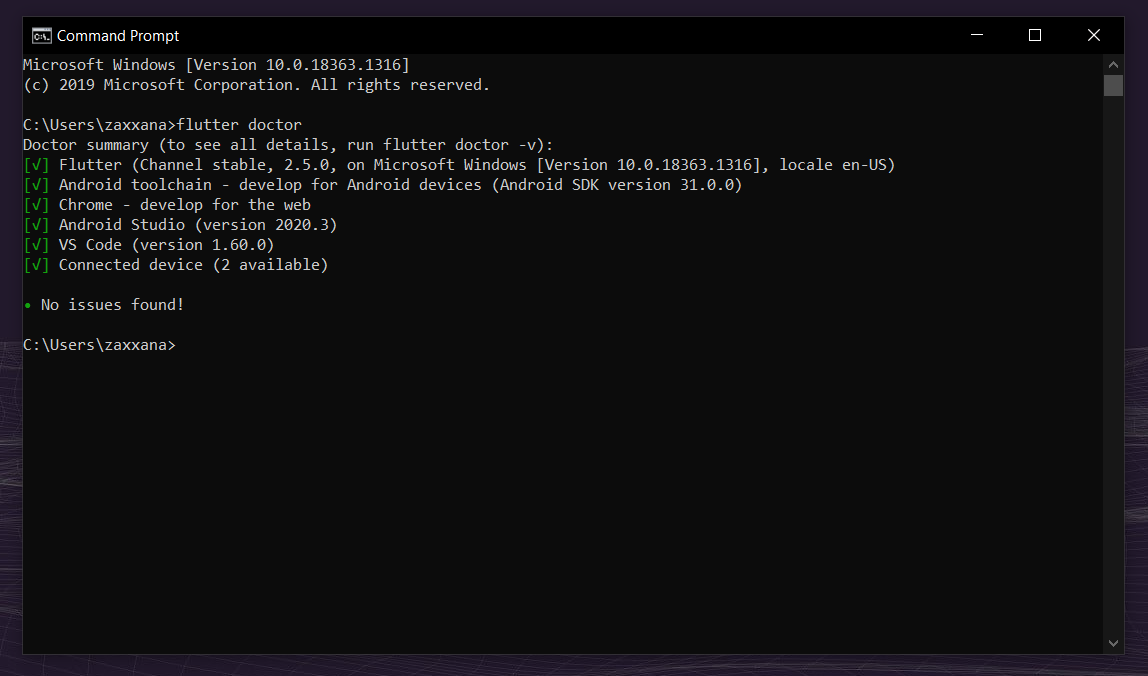 Command Prompt
Microsoft Windows [Version 10.0.18363.1316]
(c) 2019 Microsoft Corporation. All rights reserved.
C:\Users\zaxxana>flutter doctor
Doctor summary (to see all details, run flutter doctor -v):
[√] Flutter (Channel stable, 2.5.0, on Microsoft Windows [Version 10.0.18363.1316], locale en-US)
[√] Android toolchain - develop for Android devices (Android SDK version 31.0.0)
[√] Chrome - develop for the web
[√] Android Studio (version 2020.3)
[√] VS Code (version 1.60.0)
[√] Connected device (2 available)
• No issues found!
C:\Users\zaxxana>